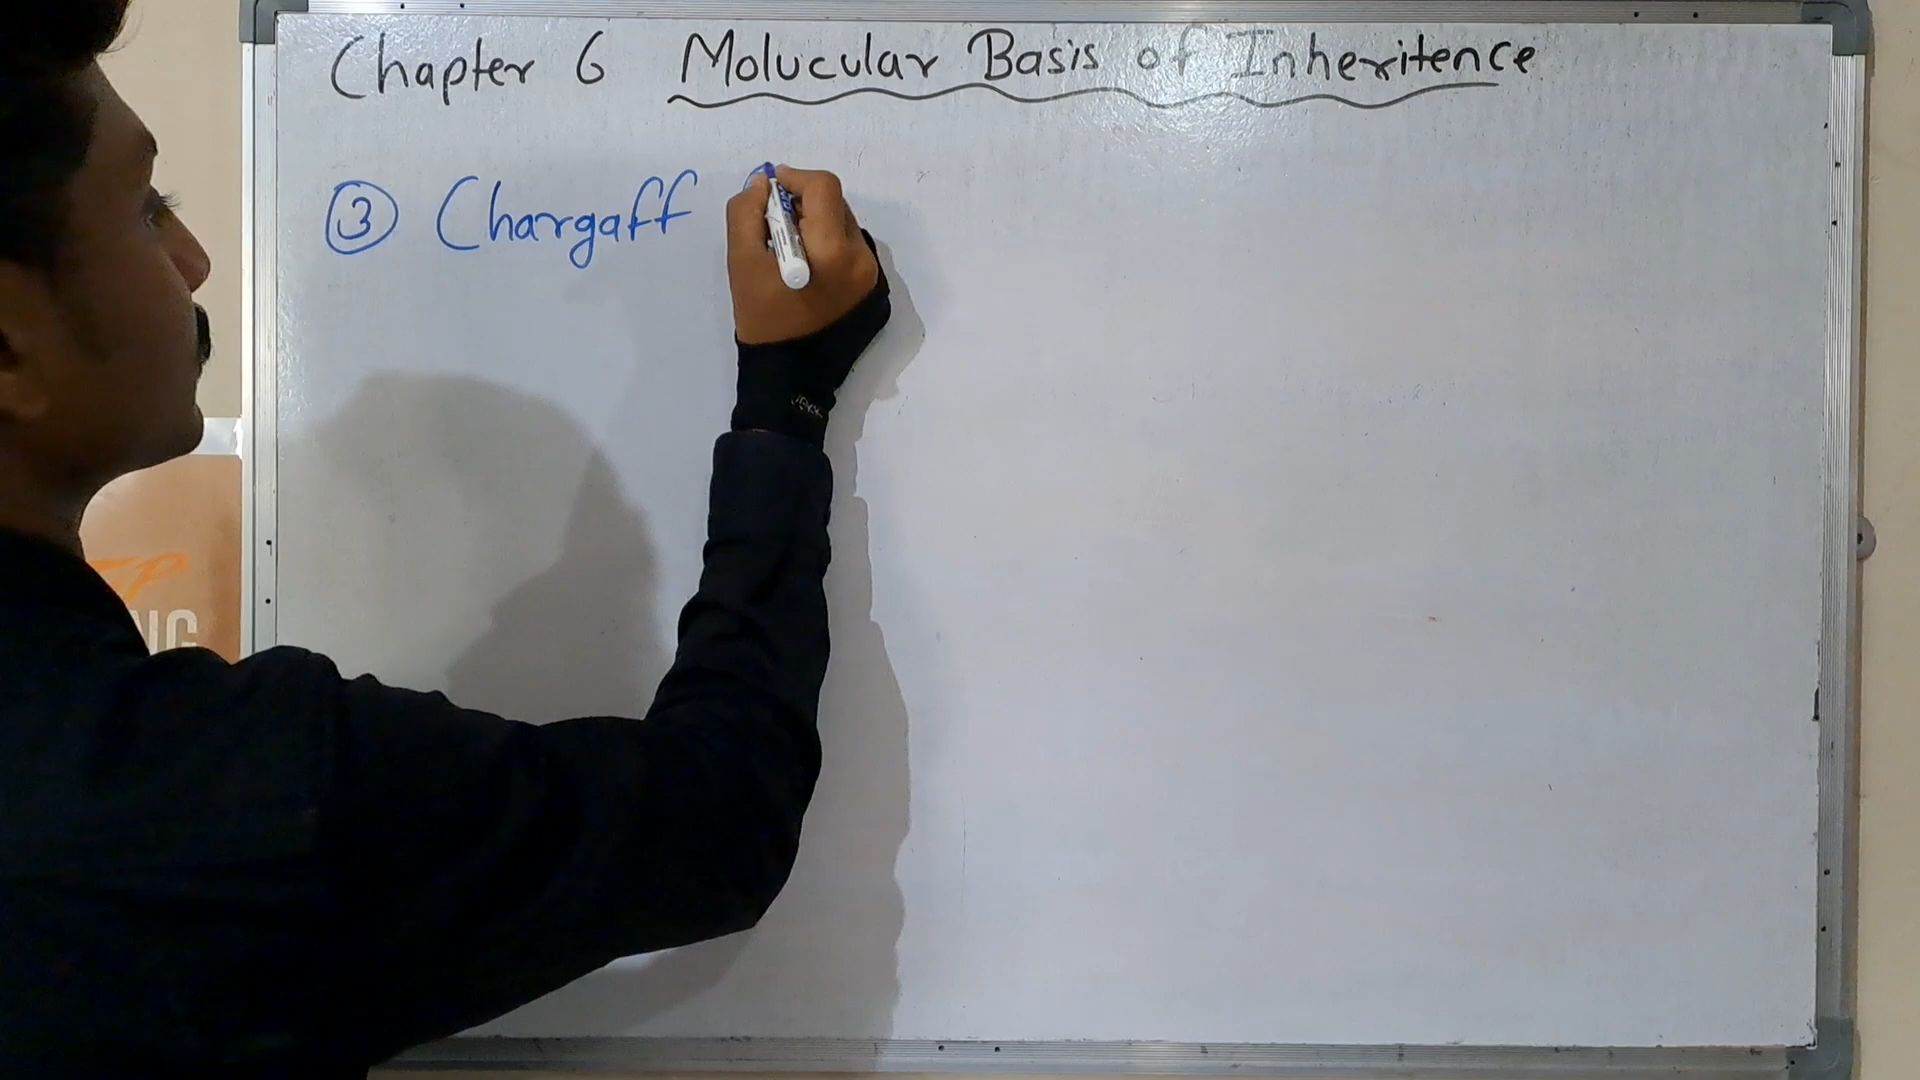 Chapter 6 Molucular Basis of Inheritence
③ Chargaff